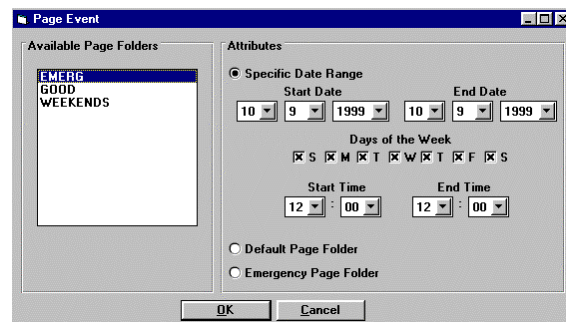 Page Event
Available Page Folders
EMERG
GOOD
WEEKENDS
Attributes
Specific Date Range
Start Date End Date
10 9 1999 10 9 1999
Days of the Week
S M T W T F S
Start Time End Time
12 : 00 12 : 00
Default Page Folder
Emergency Page Folder
OK Cancel